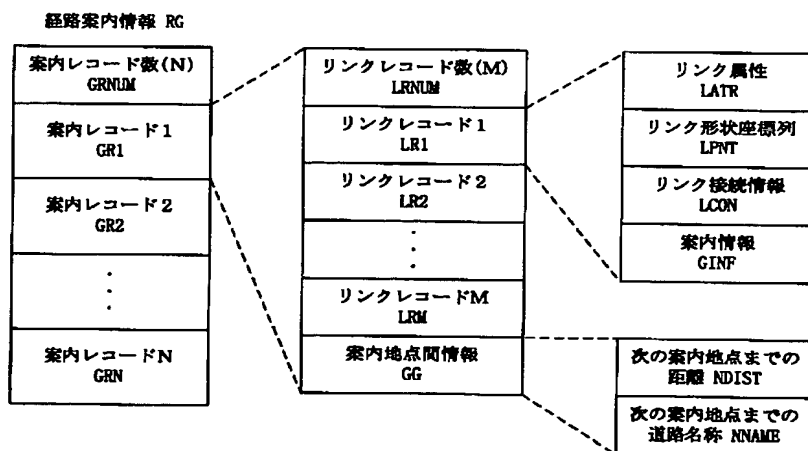 経路案内情報 RG
案内レコード数(N)
GRNUM
案内レコード1
GR1
案内レコード2
GR2
案内レコードN
GRN
リンクレコード数(M)
LRNUM
リンクレコード1
LR1
リンクレコード2
LR2
リンクレコードM
LRM
案内地点間情報
GG
リンク属性
LATR
リンク形状座標列
LPNT
リンク接続情報
LCON
案内情報
GINF
次の案内地点までの
距離 NDIST
次の案内地点までの
道路名称 NNAME